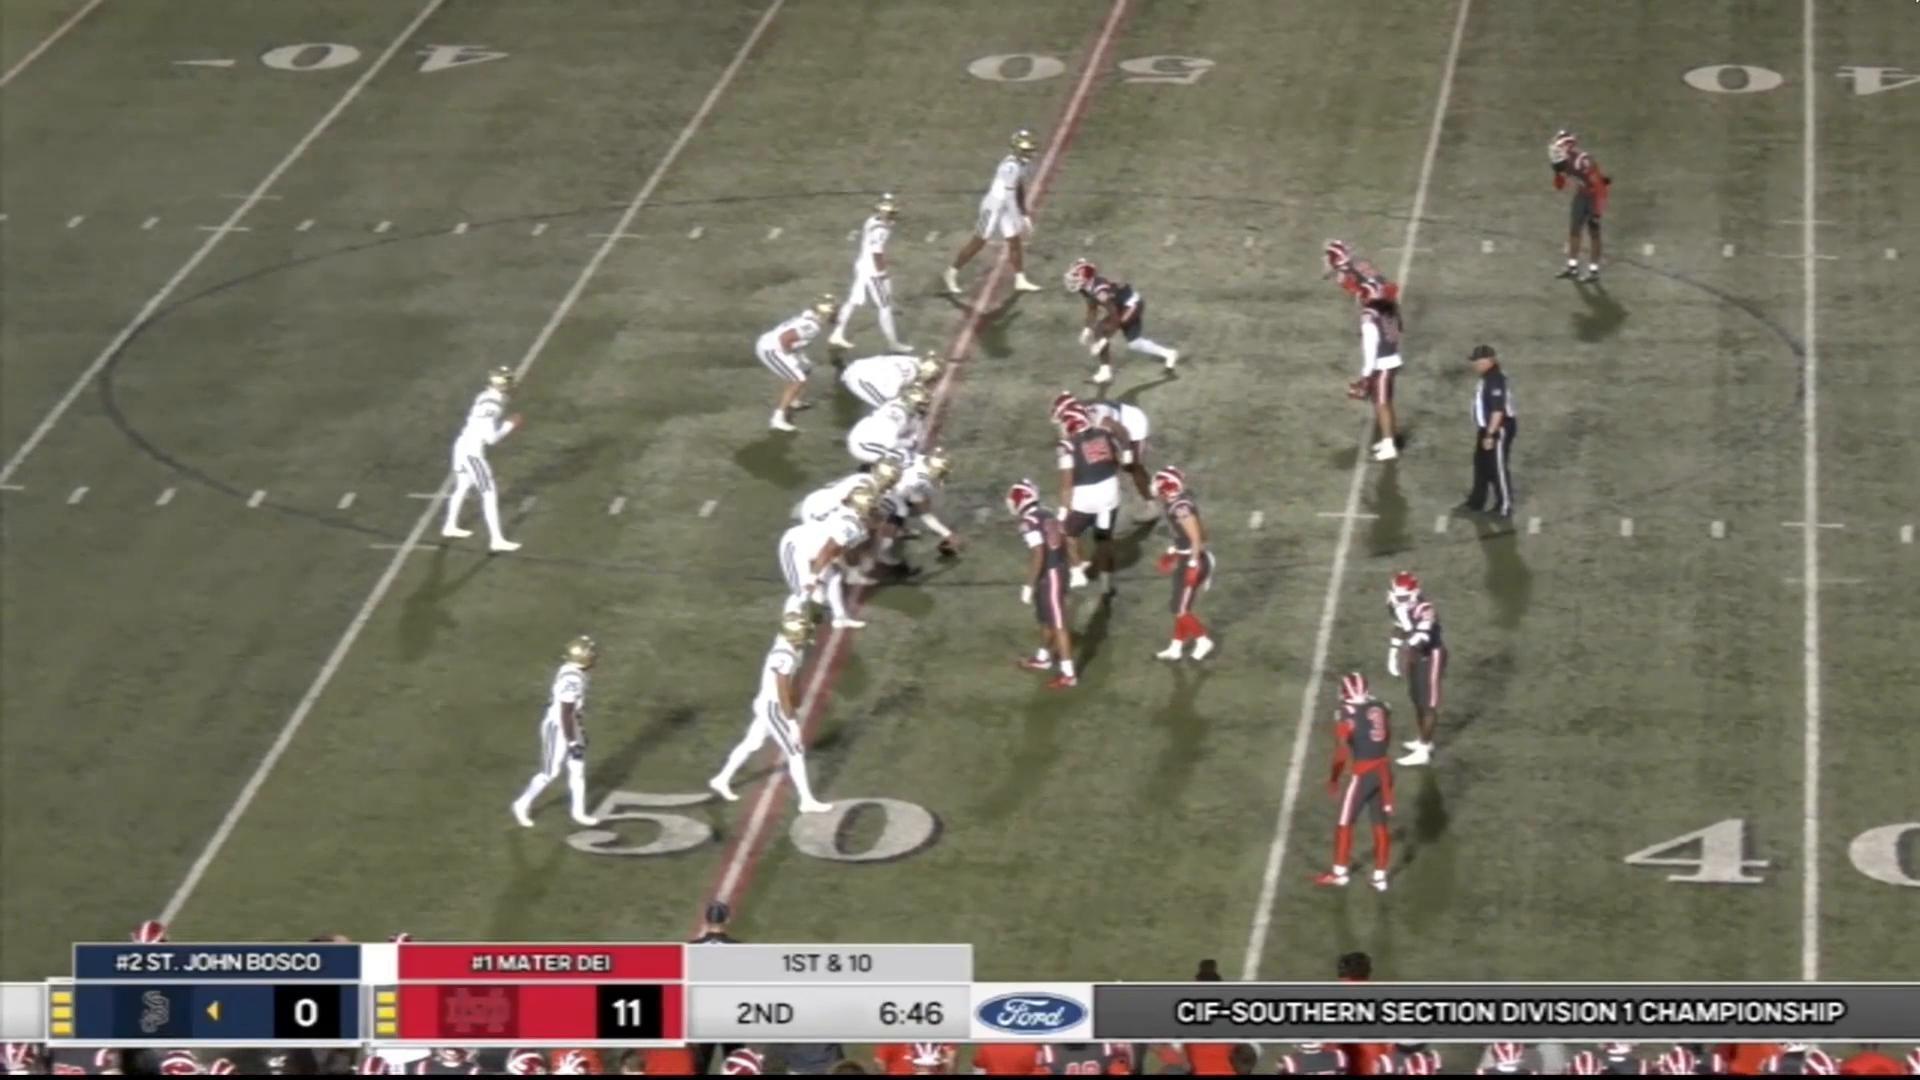 40
50
40
3
50
40
#2 ST. JOHN BOSCO
#1 MATER DEI
1ST & 10
0
11
2ND
6:46
Ford
CIF-SOUTHERN SECTION DIVISION 1 CHAMPIONSHIP